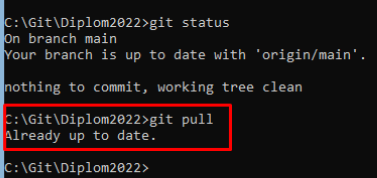 C:\Git\Diplom2022>git status
On branch main
Your branch is up to date with 'origin/main'.
nothing to commit, working tree clean
C:\Git\Diplom2022>git pull
Already up to date.
C:\Git\Diplom2022>